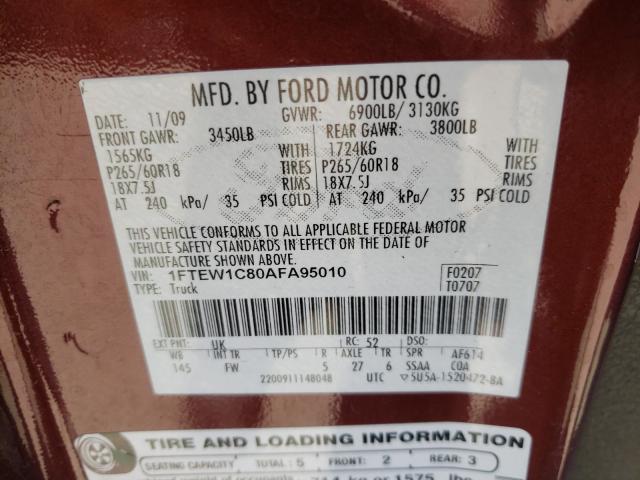 MFD. BY FORD MOTOR CO.
DATE: 11/09 GVWR: 6900LB/ 3130KG
FRONT GAWR: 3450LB REAR GAWR: 3800LB
1565KG WITH 1724KG WITH
P265/60R18 TIRES P265/60R18 TIRES
18X7.5J RIMS 18X7.5J RIMS
AT 240 kPa/ 35 PSI COLD AT 240 kPa/ 35 PSI COLD
THIS VEHICLE CONFORMS TO ALL APPLICABLE FEDERAL MOTOR
VEHICLE SAFETY STANDARDS IN EFFECT ON THE DATE OF
MANUFACTURE SHOWN ABOVE.
VIN: 1FTEW1C80AFA95010 F0207
TYPE: Truck T0707
EXT PNT: UK RC: 52 DSO:
WB INT TR TP/PS R AXLE TR SPR AF614
145 FW 5 27 6 SSAA COA
2200911148048 UTC 5U5A-1520472-BA
TIRE AND LOADING INFORMATION
SEATING CAPACITY TOTAL: 5 FRONT: 2 REAR: 3